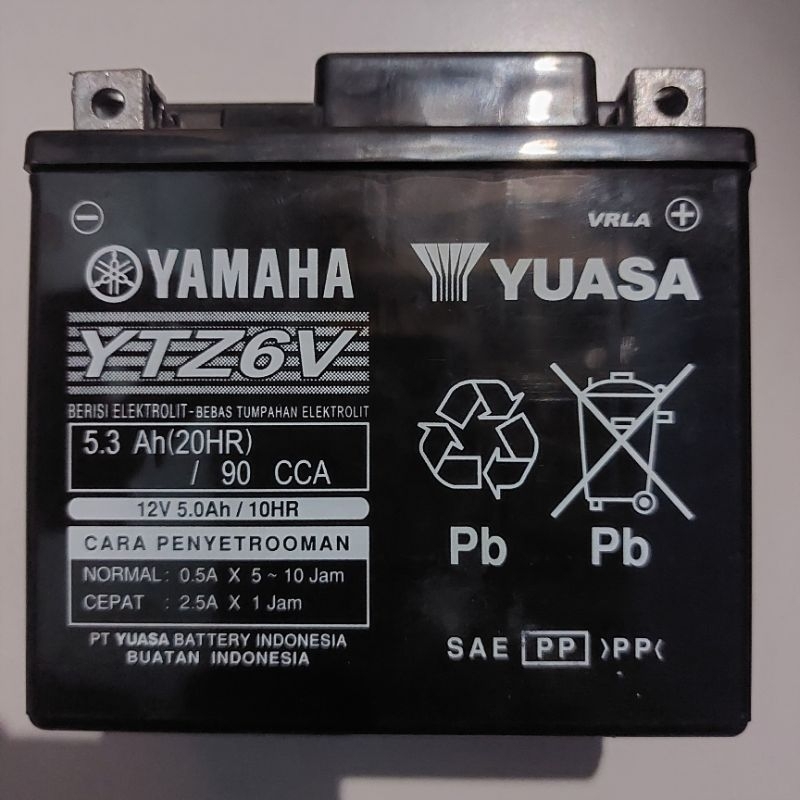 VRLA
YAMAHA
YUASA
YTZ6V
BERISI ELEKTROLIT - BEBAS TUMPAHAN ELEKTROLIT
5.3 Ah(20HR)
/ 90 CCA
12V 5.0Ah / 10HR
CARA PENYETROOMAN
NORMAL : 0.5A X 5 ~ 10 Jam
CEPAT : 2.5A X 1 Jam
PT YUASA BATTERY INDONESIA
BUATAN INDONESIA
Pb
Pb
SAE PP >PP<